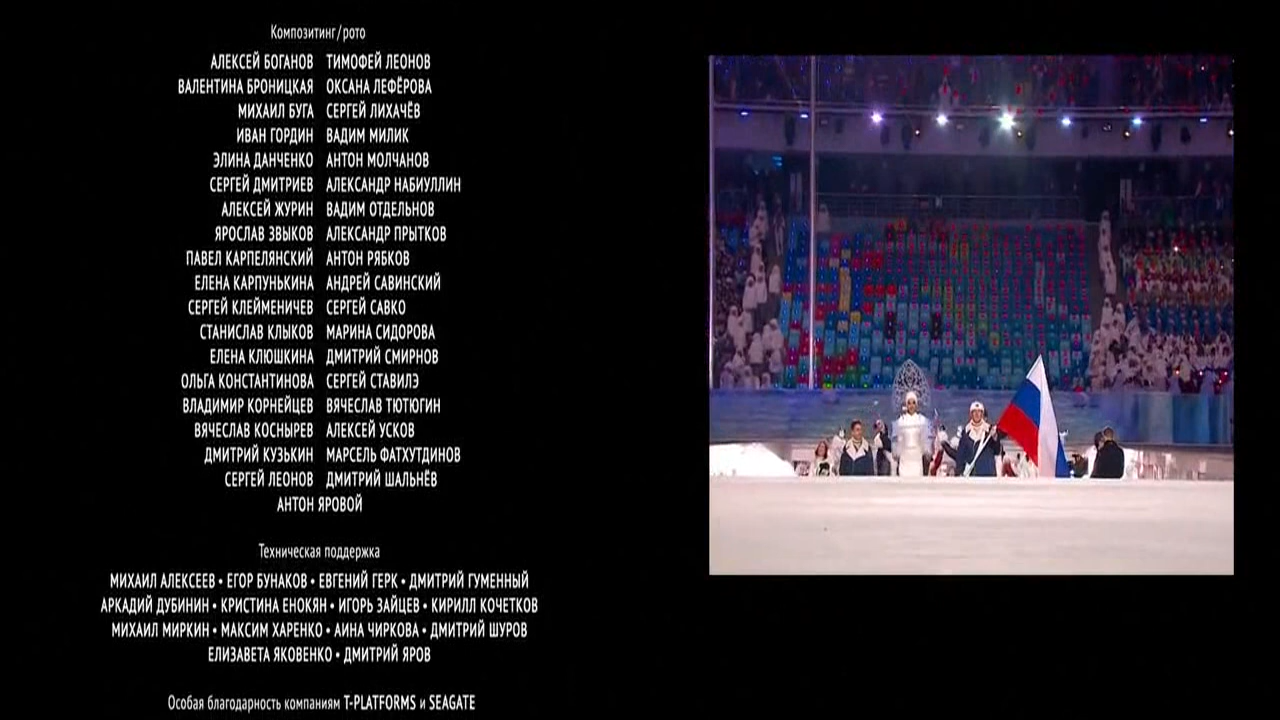 Композитинг/рото
АЛЕКСЕЙ БОГАНОВ ТИМОФЕЙ ЛЕОНОВ
ВАЛЕНТИНА БРОНИЦКАЯ ОКСАНА ЛЕФЁРОВА
МИХАИЛ БУГА СЕРГЕЙ ЛИХАЧЁВ
ИВАН ГОРДИН ВАДИМ МИЛИК
ЭЛИНА ДАНЧЕНКО АНТОН МОЛЧАНОВ
СЕРГЕЙ ДМИТРИЕВ АЛЕКСАНДР НАБИУЛЛИН
АЛЕКСЕЙ ЖУРИН ВАДИМ ОТДЕЛЬНОВ
ЯРОСЛАВ ЗВЫКОВ АЛЕКСАНДР ПРЫТКОВ
ПАВЕЛ КАРПЕЛЯНСКИЙ АНТОН РЯБКОВ
ЕЛЕНА КАРПУНЬКИНА АНДРЕЙ САВИНСКИЙ
СЕРГЕЙ КЛЕЙМЕНИЧЕВ СЕРГЕЙ САВКО
СТАНИСЛАВ КЛЫКОВ МАРИНА СИДОРОВА
ЕЛЕНА КЛЮШКИНА ДМИТРИЙ СМИРНОВ
ОЛЬГА КОНСТАНТИНОВА СЕРГЕЙ СТАВИЛЭ
ВЛАДИМИР КОРНЕЙЦЕВ ВЯЧЕСЛАВ ТЮТЮГИН
ВЯЧЕСЛАВ КОСНЫРЕВ АЛЕКСЕЙ УСКОВ
ДМИТРИЙ КУЗЬКИН МАРСЕЛЬ ФАТХУТДИНОВ
СЕРГЕЙ ЛЕОНОВ ДМИТРИЙ ШАЛЬНЁВ
АНТОН ЯРОВОЙ
Техническая поддержка
МИХАИЛ АЛЕКСЕЕВ • ЕГОР БУНАКОВ • ЕВГЕНИЙ ГЕРК • ДМИТРИЙ ГУМЕННЫЙ
АРКАДИЙ ДУБИНИН • КРИСТИНА ЕНОКЯН • ИГОРЬ ЗАЙЦЕВ • КИРИЛЛ КОЧЕТКОВ
МИХАИЛ МИРКИН • МАКСИМ ХАРЕНКО • АИНА ЧИРКОВА • ДМИТРИЙ ШУРОВ
ЕЛИЗАВЕТА ЯКОВЕНКО • ДМИТРИЙ ЯРОВ
Особая благодарность компаниям T-PLATFORMS и SEAGATE